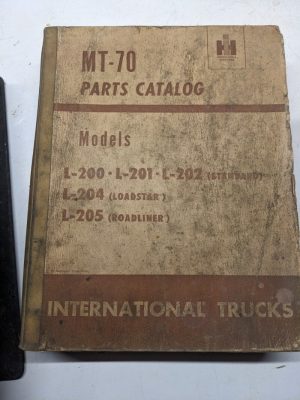 MT-70
PARTS CATALOG
Models
L-200 · L-201 · L-202 (STANDARD)
L-204 (LOADSTAR)
L-205 (ROADLINER)
INTERNATIONAL TRUCKS